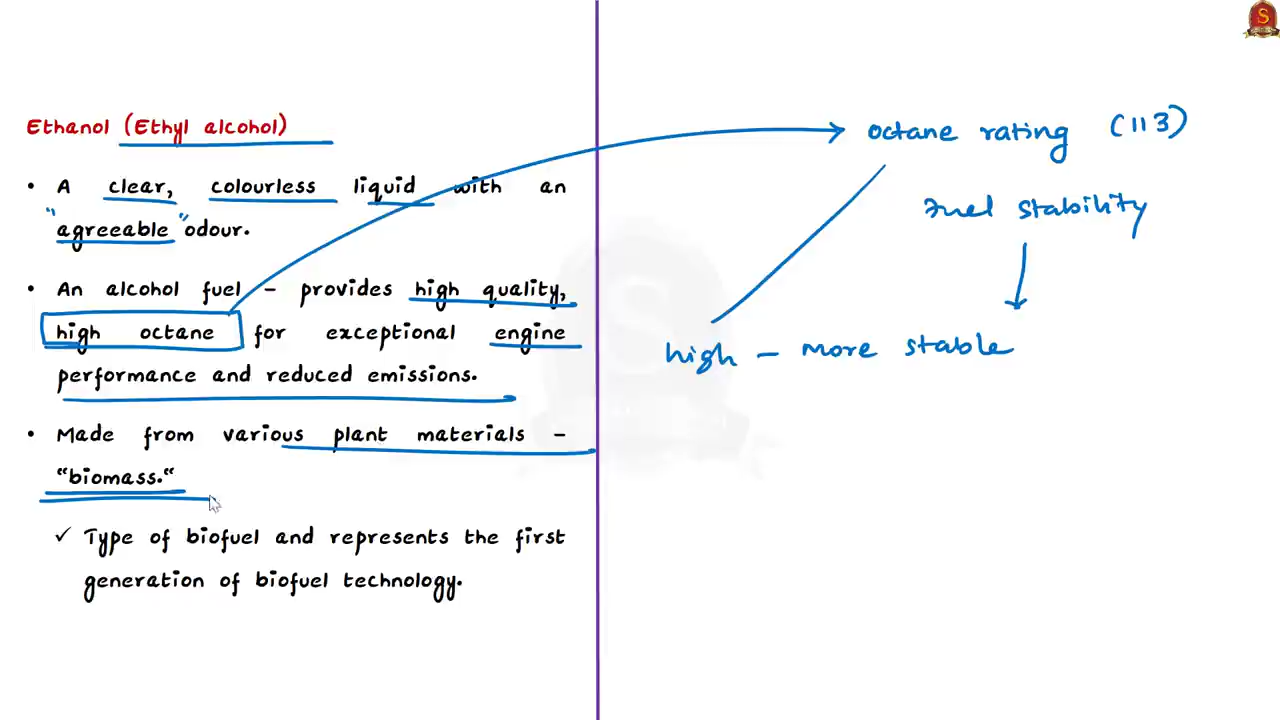 Ethanol (Ethyl alcohol)
• A clear, colourless liquid with an
"agreeable" odour.
• An alcohol fuel – provides high quality,
high octane for exceptional engine
performance and reduced emissions.
• Made from various plant materials –
"biomass."
✓ Type of biofuel and represents the first
generation of biofuel technology.
octane rating (113)
Fuel stability
high – more stable
S